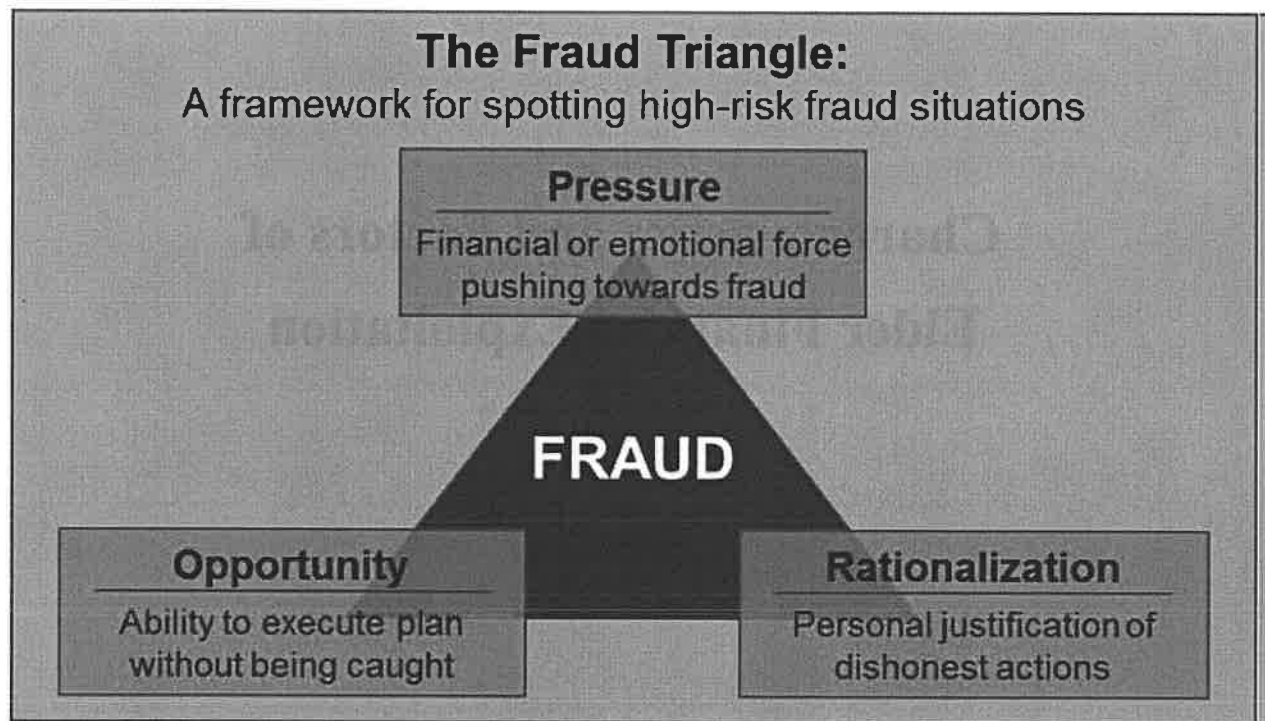 The Fraud Triangle:
A framework for spotting high-risk fraud situations
Pressure
Financial or emotional force
pushing towards fraud
FRAUD
Opportunity
Ability to execute plan
without being caught
Rationalization
Personal justification of
dishonest actions